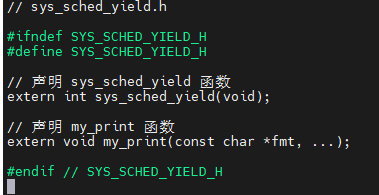 // sys_sched_yield.h
#ifndef SYS_SCHED_YIELD_H
#define SYS_SCHED_YIELD_H
// 声明 sys_sched_yield 函数
extern int sys_sched_yield(void);
// 声明 my_print 函数
extern void my_print(const char *fmt, ...);
#endif // SYS_SCHED_YIELD_H